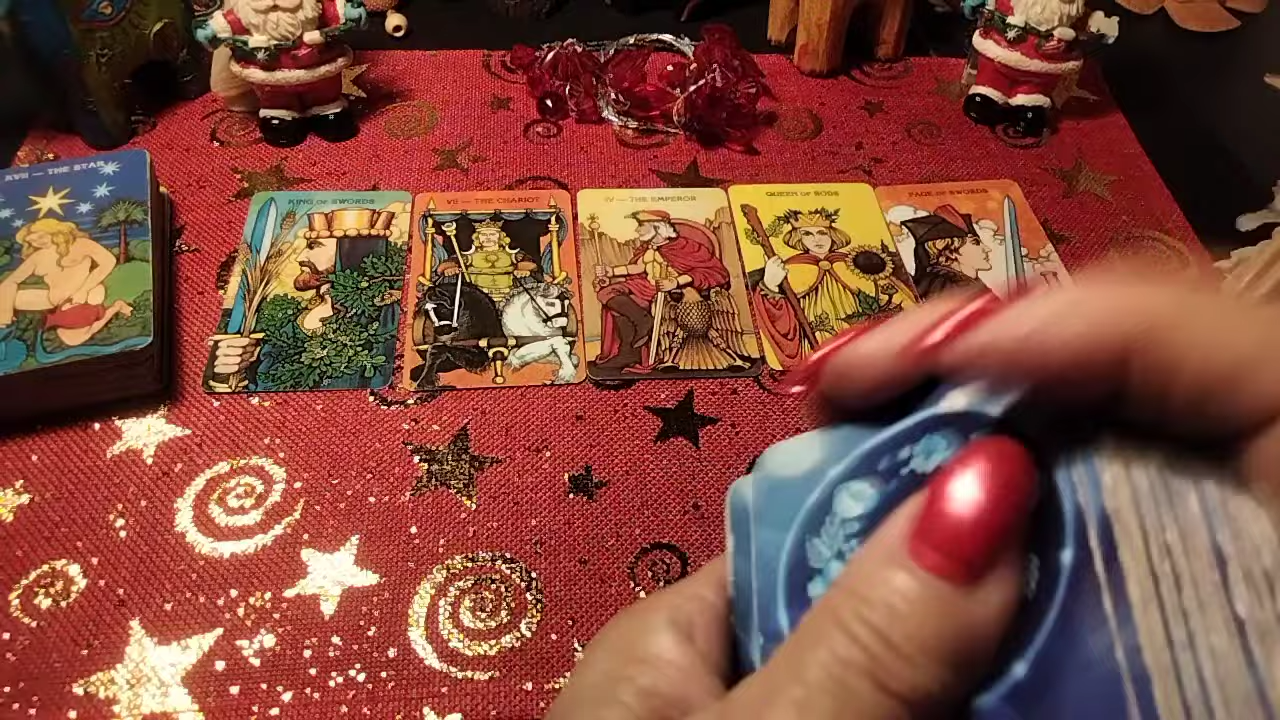 XVII — THE STAR
KING OF SWORDS
VII — THE CHARIOT
IV — THE EMPEROR
QUEEN OF RODS
PAGE OF SWORDS